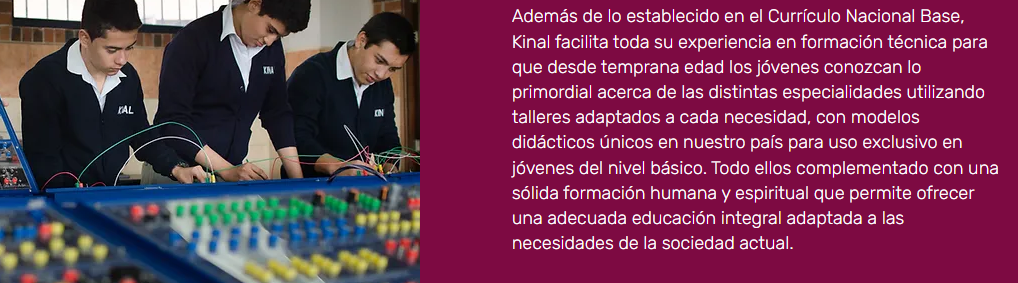 KINAL
KINA
KIN
Además de lo establecido en el Currículo Nacional Base,
Kinal facilita toda su experiencia en formación técnica para
que desde temprana edad los jóvenes conozcan lo
primordial acerca de las distintas especialidades utilizando
talleres adaptados a cada necesidad, con modelos
didácticos únicos en nuestro país para uso exclusivo en
jóvenes del nivel básico. Todo ellos complementado con una
sólida formación humana y espiritual que permite ofrecer
una adecuada educación integral adaptada a las
necesidades de la sociedad actual.